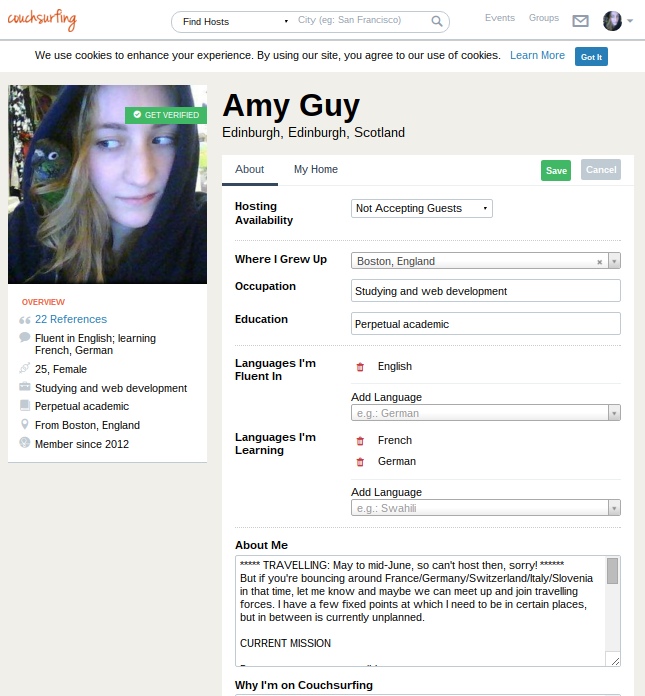 couchsurfing
Find Hosts
City (eg: San Francisco)
Events
Groups
We use cookies to enhance your experience. By using our site, you agree to our use of cookies. Learn More Got It
GET VERIFIED
Amy Guy
Edinburgh, Edinburgh, Scotland
About
My Home
Save
Cancel
OVERVIEW
22 References
Fluent in English; learning
French, German
25, Female
Studying and web development
Perpetual academic
From Boston, England
Member since 2012
Hosting
Availability
Not Accepting Guests
Where I Grew Up
Boston, England
Occupation
Studying and web development
Education
Perpetual academic
Languages I'm
Fluent In
English
Add Language
e.g.: German
Languages I'm
Learning
French
German
Add Language
e.g.: Swahili
About Me
***** TRAVELLING: May to mid-June, so can't host then, sorry! ******
But if you're bouncing around France/Germany/Switzerland/Italy/Slovenia
in that time, let me know and maybe we can meet up and join travelling
forces. I have a few fixed points at which I need to be in certain places,
but in between is currently unplanned.
CURRENT MISSION
Why I'm on Couchsurfing